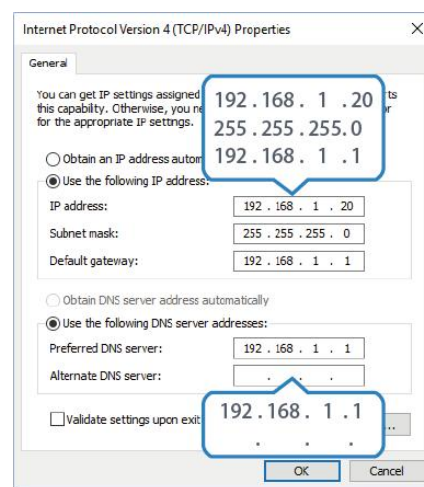 Internet Protocol Version 4 (TCP/IPv4) Properties
General
You can get IP settings assigned
this capability. Otherwise, you
for the appropriate IP settings.
192.168. 1 .20
255.255.255.0
192.168. 1 .1
Obtain an IP address
Use the following IP address:
IP address: 192 . 168 . 1 . 20
Subnet mask: 255 . 255 . 255 . 0
Default gateway: 192 . 168 . 1 . 1
Obtain DNS server address automatically
Use the following DNS server addresses:
Preferred DNS server: 192 . 168 . 1 . 1
Alternate DNS server: . . .
192.168. 1 .1
. . .
Validate settings upon exit
...
OK Cancel